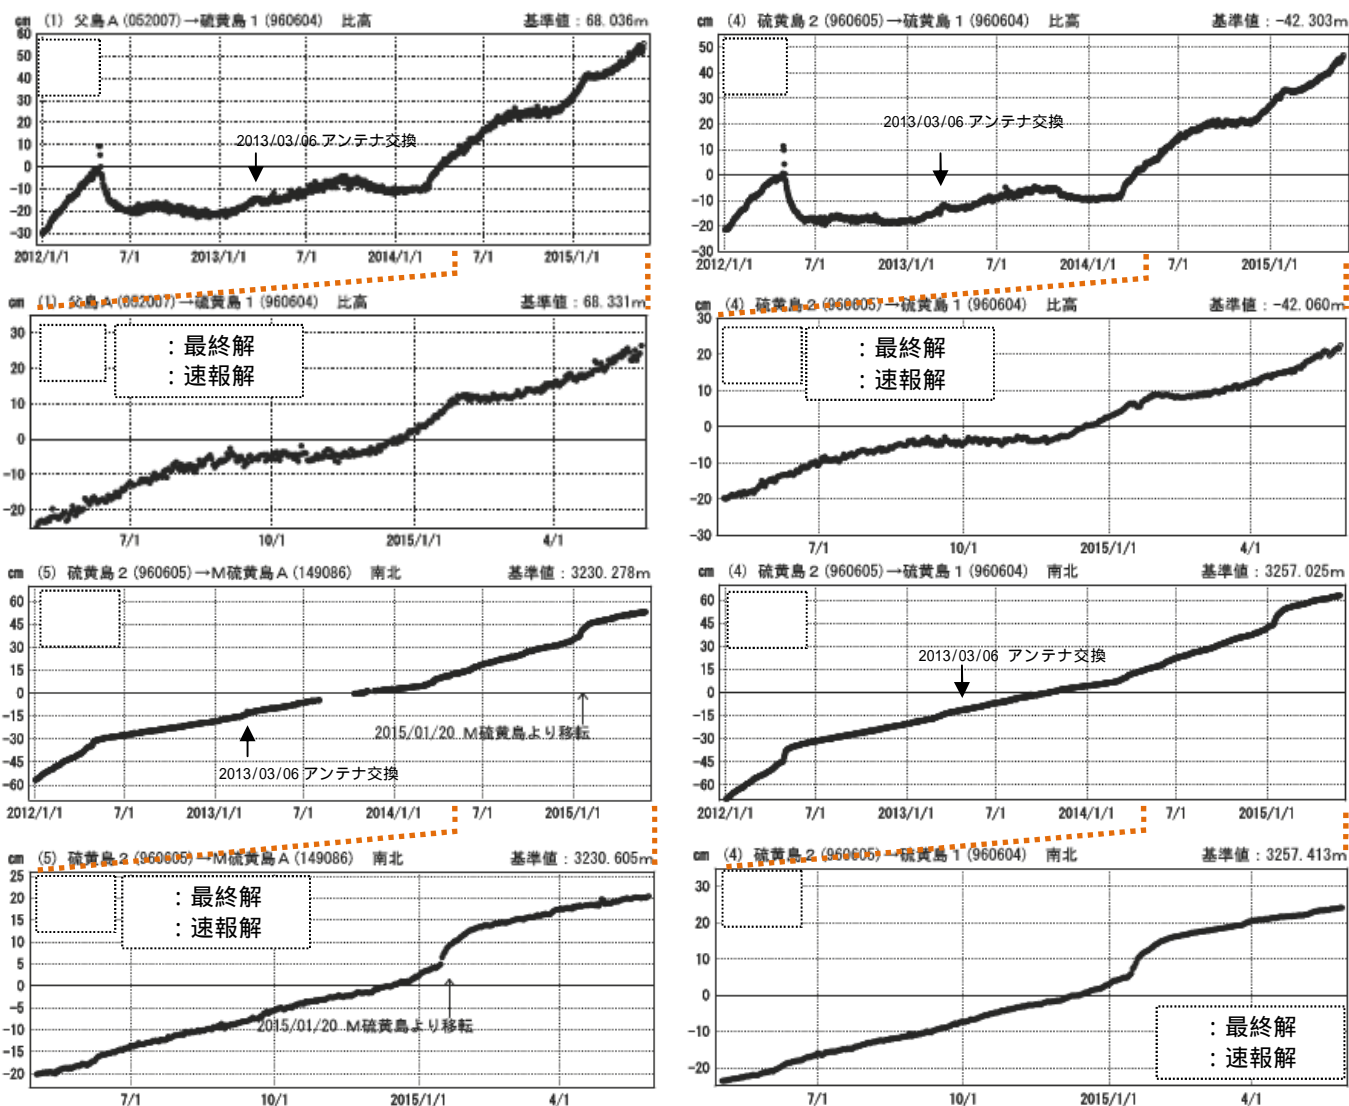 cm (1) 父島A(052007)→硫黄島1(960604) 比高 基準値:68.036m
60
50
40
30
20
10
0
-10
-20
-30
2013/03/06 アンテナ交換
2012/1/1 7/1 2013/1/1 7/1 2014/1/1 7/1 2015/1/1
cm (4) 硫黄島2(960605)→硫黄島1(960604) 比高 基準値:-42.303m
50
40
30
20
10
0
-10
-20
-30
2013/03/06 アンテナ交換
2012/1/1 7/1 2013/1/1 7/1 2014/1/1 7/1 2015/1/1
cm (1) 父島A(052007)→硫黄島1(960604) 比高 基準値:68.331m
30
20
10
0
-10
-20
:最終解
:速報解
7/1 10/1 2015/1/1 4/1
cm (4) 硫黄島2(960605)→硫黄島1(960604) 比高 基準値:-42.060m
30
20
10
0
-10
-20
-30
:最終解
:速報解
7/1 10/1 2015/1/1 4/1
cm (5) 硫黄島2(960605)→M硫黄島A(149086) 南北 基準値:3230.278m
60
45
30
15
0
-15
-30
-45
-60
2015/01/20 M硫黄島より移転
2013/03/06 アンテナ交換
2012/1/1 7/1 2013/1/1 7/1 2014/1/1 7/1 2015/1/1
cm (4) 硫黄島2(960605)→硫黄島1(960604) 南北 基準値:3257.025m
60
45
30
15
0
-15
-30
-45
-60
2013/03/06 アンテナ交換
2012/1/1 7/1 2013/1/1 7/1 2014/1/1 7/1 2015/1/1
cm (5) 硫黄島2(960605)→M硫黄島A(149086) 南北 基準値:3230.605m
25
20
15
10
5
0
-5
-10
-15
-20
:最終解
:速報解
2015/01/20 M硫黄島より移転
7/1 10/1 2015/1/1 4/1
cm (4) 硫黄島2(960605)→硫黄島1(960604) 南北 基準値:3257.413m
30
20
10
0
-10
-20
:最終解
:速報解
7/1 10/1 2015/1/1 4/1